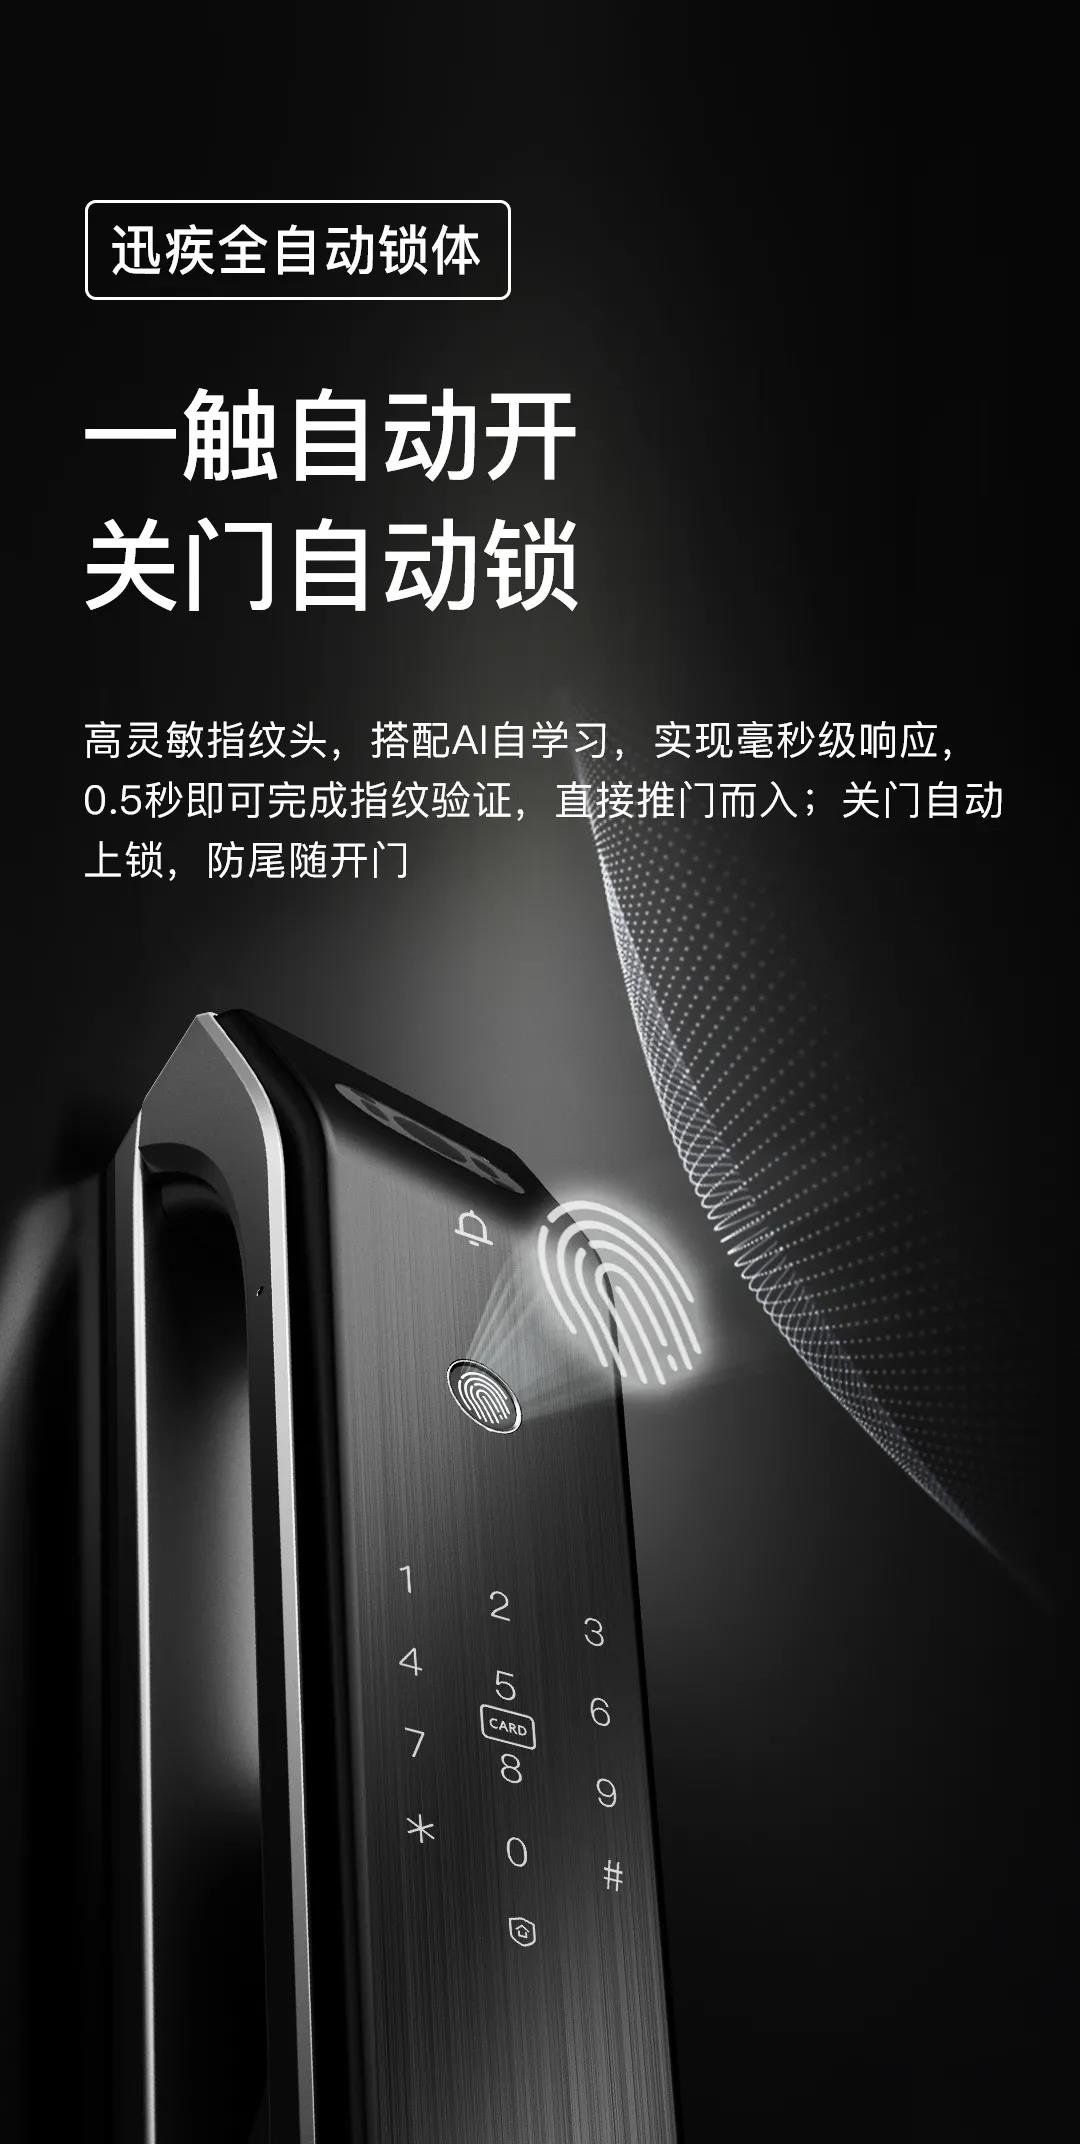 迅疾全自动锁体
一触自动开
关门自动锁
高灵敏指纹头，搭配AI自学习，实现毫秒级响应，
0.5秒即可完成指纹验证，直接推门而入；关门自动
上锁，防尾随开门
1 2 3
4 5 6
CARD
7 8 9
* 0 #